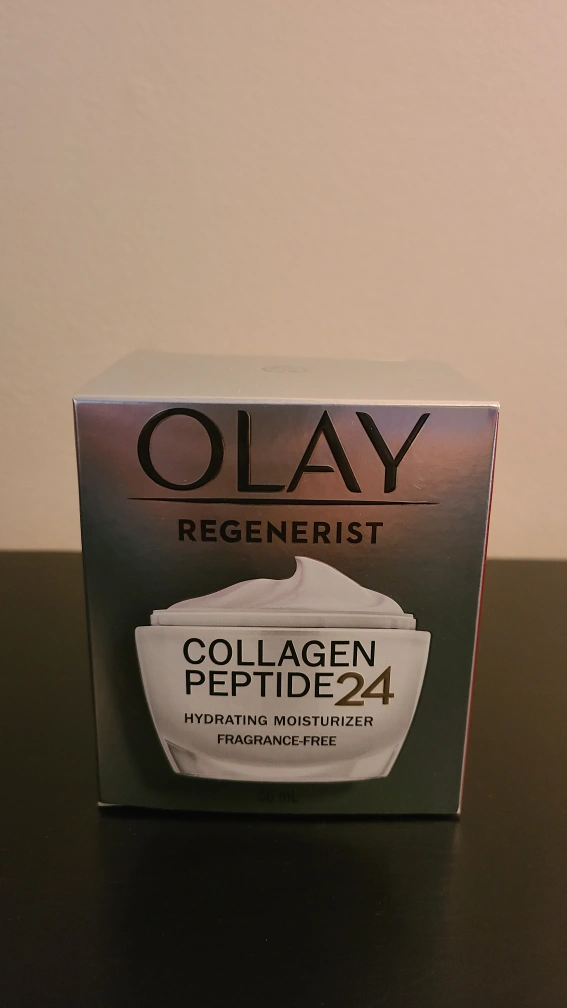 OLAY
REGENERIST
COLLAGEN
PEPTIDE24
HYDRATING MOISTURIZER
FRAGRANCE-FREE